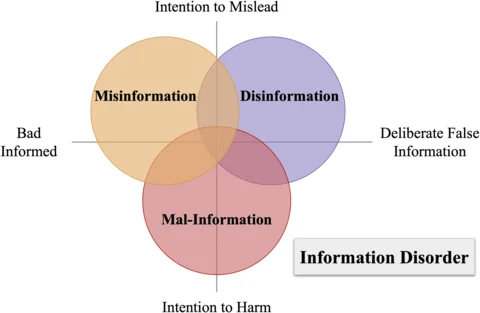 Intention to Mislead
Misinformation
Disinformation
Bad
Informed
Deliberate False
Information
Mal-Information
Information Disorder
Intention to Harm